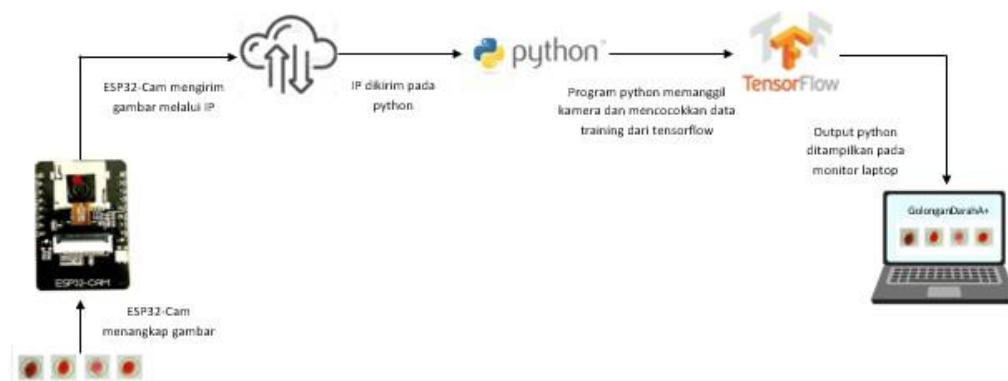 ESP32-Cam mengirim
gambar melalui IP
IP dikirim pada
python
python
Program python memanggil
kamera dan mencocokkan data
training dari tensorflow
TensorFlow
Output python
ditampilkan pada
monitor laptop
GolonganDarahA+
ESP32-CAM
ESP32-Cam
menangkap gambar